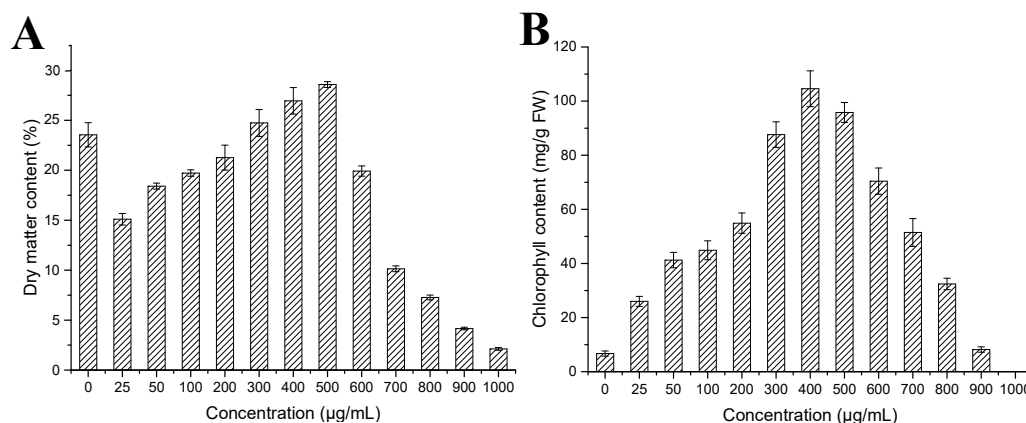 A
Dry matter content (%)
30
25
20
15
10
5
0
0 25 50 100 200 300 400 500 600 700 800 900 1000
Concentration (µg/mL)
B
Chlorophyll content (mg/g FW)
120
100
80
60
40
20
0
0 25 50 100 200 300 400 500 600 700 800 900 1000
Concentration (µg/mL)